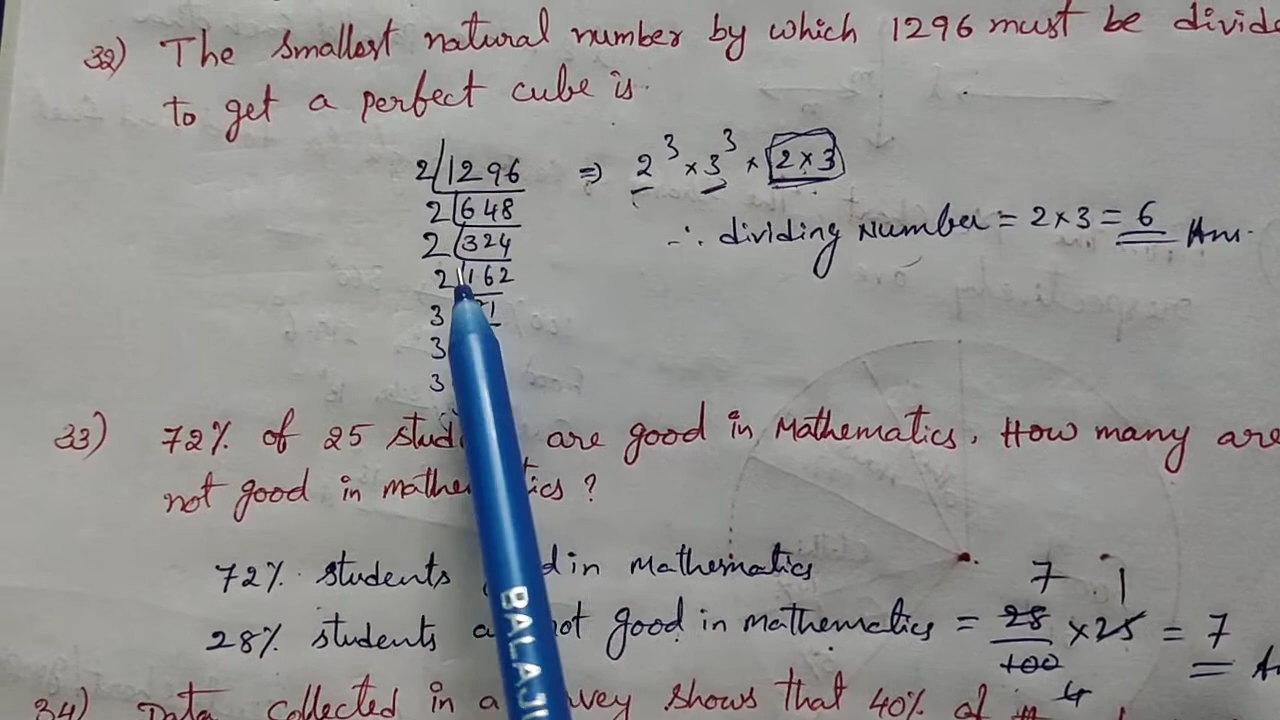 32) The smallest natural number by which 1296 must be divide
to get a perfect cube is.
2 1296 ⇒ 2³ × 3³ × 2×3
2 648
2 324
2 162
3
3
3
∴ dividing Number = 2×3 = 6 Ans.
33) 72% of 25 are good in Mathematics. How many are
not good in ?
72% students in Mathematics
28% students not good in mathematics = 28/100 × 25 = 7
7 1
4
34) Data collected in a shows that 40% of
BALAJI